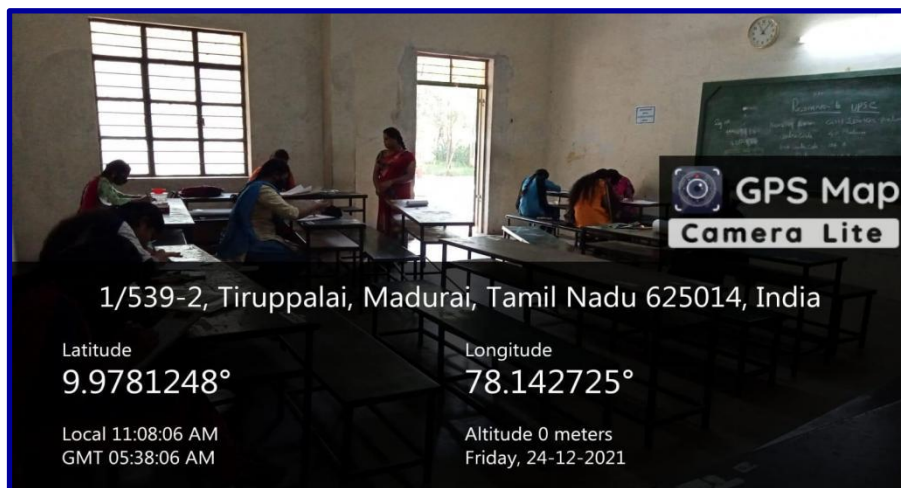 UPSC
GPS Map
Camera Lite
1/539-2, Tiruppalai, Madurai, Tamil Nadu 625014, India
Latitude
9.9781248°
Longitude
78.142725°
Local 11:08:06 AM
GMT 05:38:06 AM
Altitude 0 meters
Friday, 24-12-2021